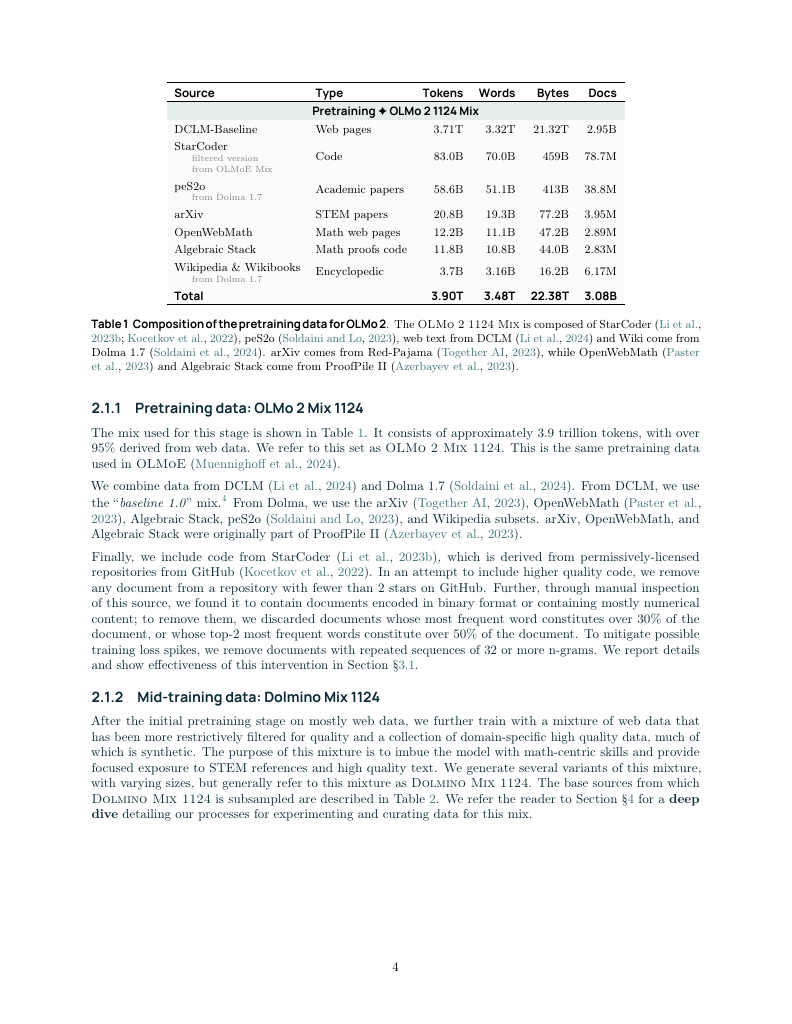 Source Type Tokens Words Bytes Docs
Pretraining ✦ OLMo 2 1124 Mix
DCLM-Baseline Web pages 3.71T 3.32T 21.32T 2.95B
StarCoder
filtered version
from OLMoE Mix
Code 83.0B 70.0B 459B 78.7M
peS2o
from Dolma 1.7
Academic papers 58.6B 51.1B 413B 38.8M
arXiv STEM papers 20.8B 19.3B 77.2B 3.95M
OpenWebMath Math web pages 12.2B 11.1B 47.2B 2.89M
Algebraic Stack Math proofs code 11.8B 10.8B 44.0B 2.83M
Wikipedia & Wikibooks
from Dolma 1.7
Encyclopedic 3.7B 3.16B 16.2B 6.17M
Total 3.90T 3.48T 22.38T 3.08B
Table 1 Composition of the pretraining data for OLMo 2. The OLMo 2 1124 Mix is composed of StarCoder (Li et al.,
2023b; Kocetkov et al., 2022), peS2o (Soldaini and Lo, 2023), web text from DCLM (Li et al., 2024) and Wiki come from
Dolma 1.7 (Soldaini et al., 2024). arXiv comes from Red-Pajama (Together AI, 2023), while OpenWebMath (Paster
et al., 2023) and Algebraic Stack come from ProofPile II (Azerbayev et al., 2023).
2.1.1 Pretraining data: OLMo 2 Mix 1124
The mix used for this stage is shown in Table 1. It consists of approximately 3.9 trillion tokens, with over
95% derived from web data. We refer to this set as OLMo 2 Mix 1124. This is the same pretraining data
used in OLMoE (Muennighoff et al., 2024).
We combine data from DCLM (Li et al., 2024) and Dolma 1.7 (Soldaini et al., 2024). From DCLM, we use
the “baseline 1.0” mix.4 From Dolma, we use the arXiv (Together AI, 2023), OpenWebMath (Paster et al.,
2023), Algebraic Stack, peS2o (Soldaini and Lo, 2023), and Wikipedia subsets. arXiv, OpenWebMath, and
Algebraic Stack were originally part of ProofPile II (Azerbayev et al., 2023).
Finally, we include code from StarCoder (Li et al., 2023b), which is derived from permissively-licensed
repositories from GitHub (Kocetkov et al., 2022). In an attempt to include higher quality code, we remove
any document from a repository with fewer than 2 stars on GitHub. Further, through manual inspection
of this source, we found it to contain documents encoded in binary format or containing mostly numerical
content; to remove them, we discarded documents whose most frequent word constitutes over 30% of the
document, or whose top-2 most frequent words constitute over 50% of the document. To mitigate possible
training loss spikes, we remove documents with repeated sequences of 32 or more n-grams. We report details
and show effectiveness of this intervention in Section §3.1.
2.1.2 Mid-training data: Dolmino Mix 1124
After the initial pretraining stage on mostly web data, we further train with a mixture of web data that
has been more restrictively filtered for quality and a collection of domain-specific high quality data, much of
which is synthetic. The purpose of this mixture is to imbue the model with math-centric skills and provide
focused exposure to STEM references and high quality text. We generate several variants of this mixture,
with varying sizes, but generally refer to this mixture as Dolmino Mix 1124. The base sources from which
Dolmino Mix 1124 is subsampled are described in Table 2. We refer the reader to Section §4 for a deep
dive detailing our processes for experimenting and curating data for this mix.
4